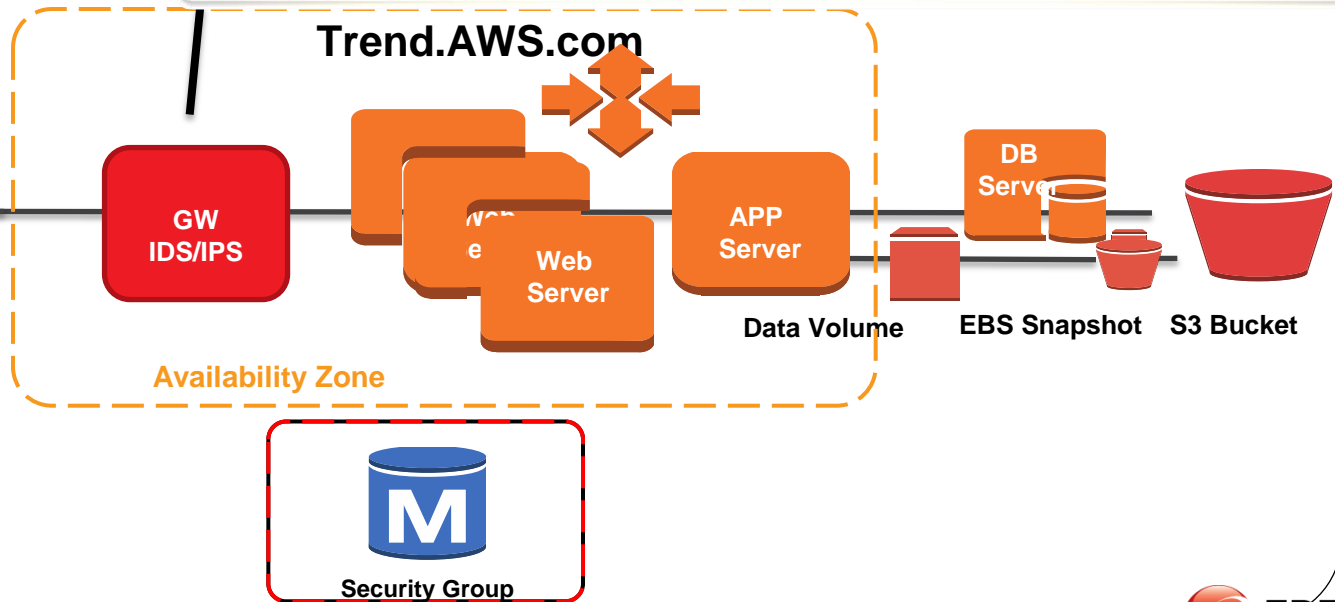 Trend.AWS.com
GW
IDS/IPS
Web
Server
APP
Server
DB
Server
Data Volume
EBS Snapshot
S3 Bucket
Availability Zone
M
Security Group